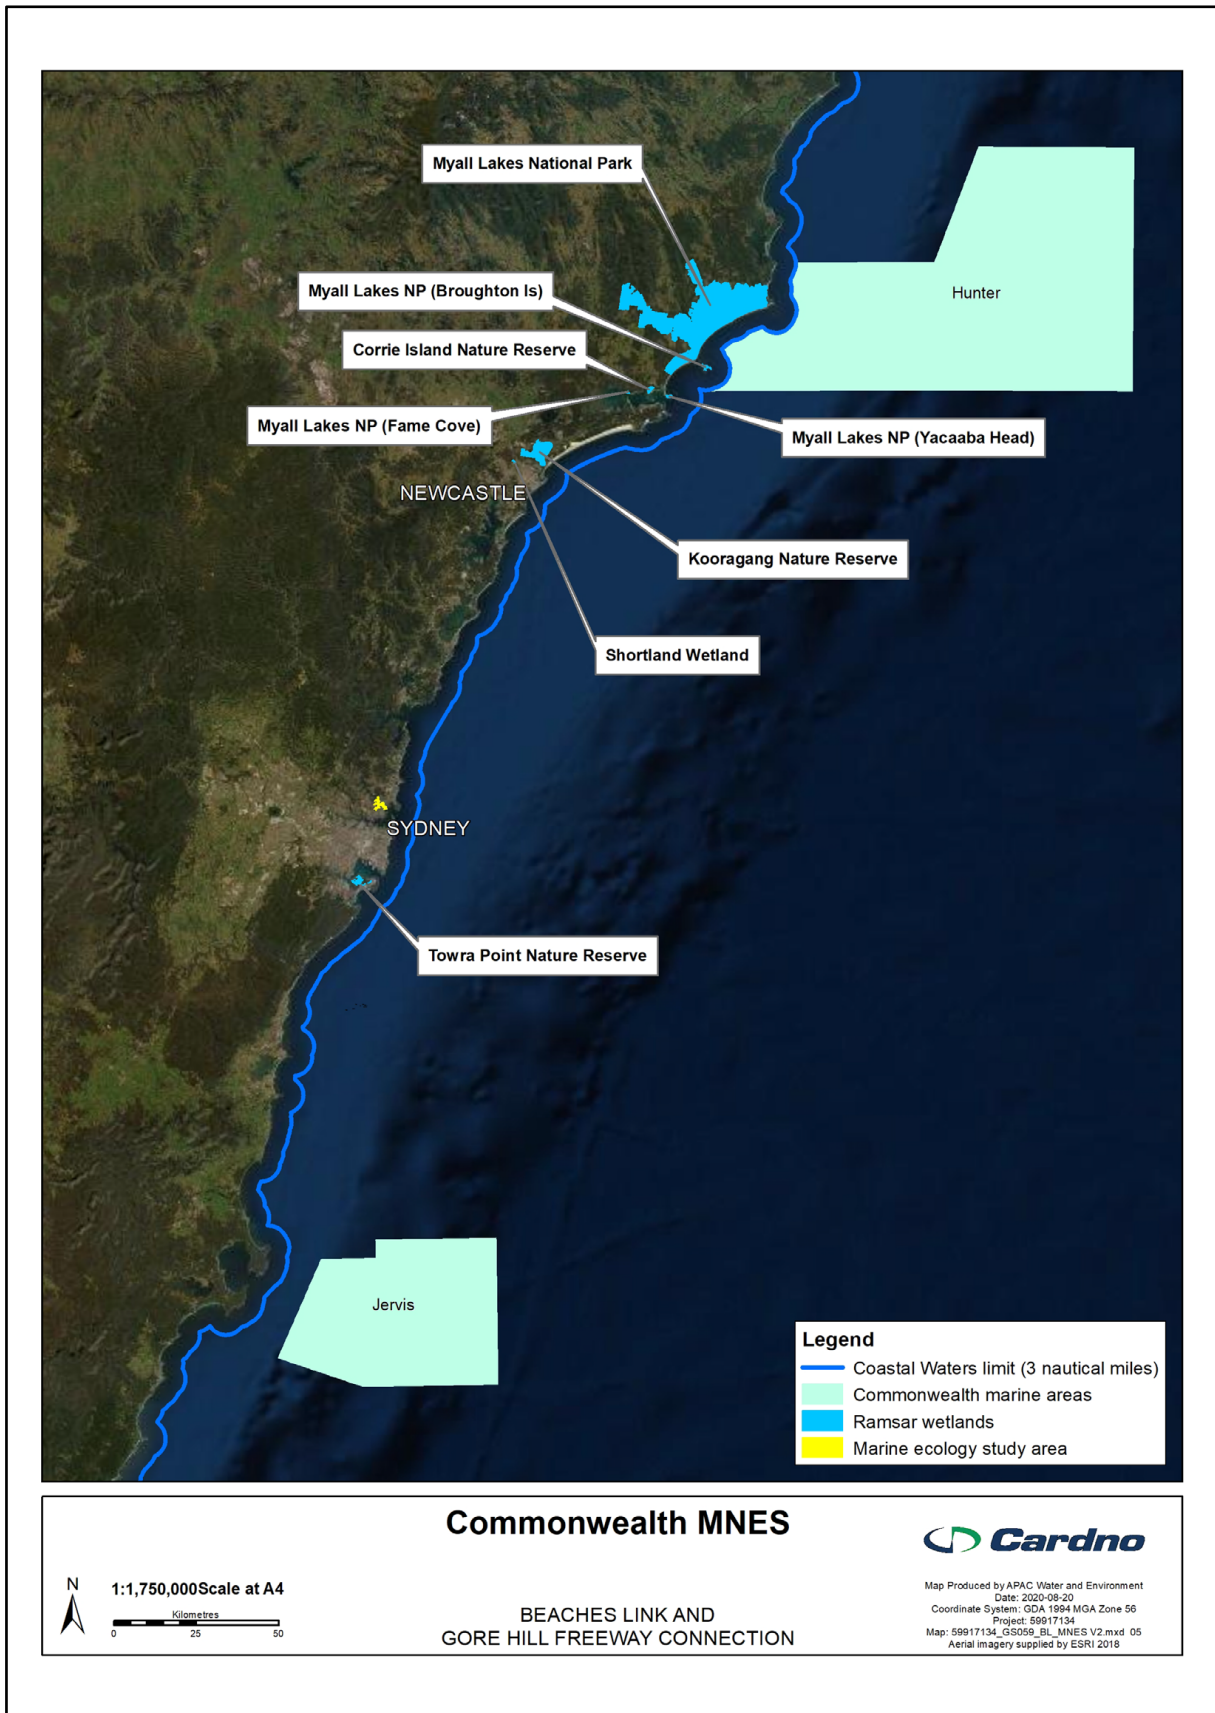 Myall Lakes National Park
Hunter
Myall Lakes NP (Broughton Is)
Corrie Island Nature Reserve
Myall Lakes NP (Fame Cove)
Myall Lakes NP (Yacaaba Head)
NEWCASTLE
Kooragang Nature Reserve
Shortland Wetland
SYDNEY
Towra Point Nature Reserve
Jervis
Legend
Coastal Waters limit (3 nautical miles)
Commonwealth marine areas
Ramsar wetlands
Marine ecology study area
Commonwealth MNES
Cardno
N
1:1,750,000Scale at A4
Kilometres
0 25 50
BEACHES LINK AND
GORE HILL FREEWAY CONNECTION
Map Produced by APAC Water and Environment
Date: 2020-08-20
Coordinate System: GDA 1994 MGA Zone 56
Project: 59917134
Map: 59917134_GS059_BL_MNES V2.mxd 05
Aerial imagery supplied by ESRI 2018